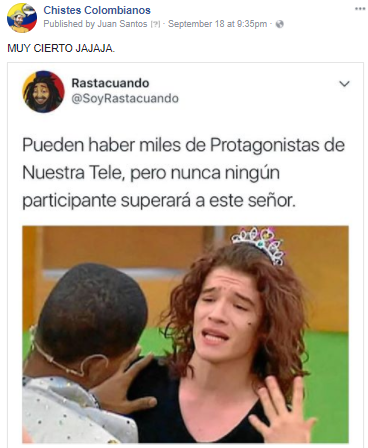 Chistes Colombianos
Published by Juan Santos [?] · September 18 at 9:35pm ·
MUY CIERTO JAJAJA.
Rastacuando
@SoyRastacuando
Pueden haber miles de Protagonistas de
Nuestra Tele, pero nunca ningún
participante superará a este señor.